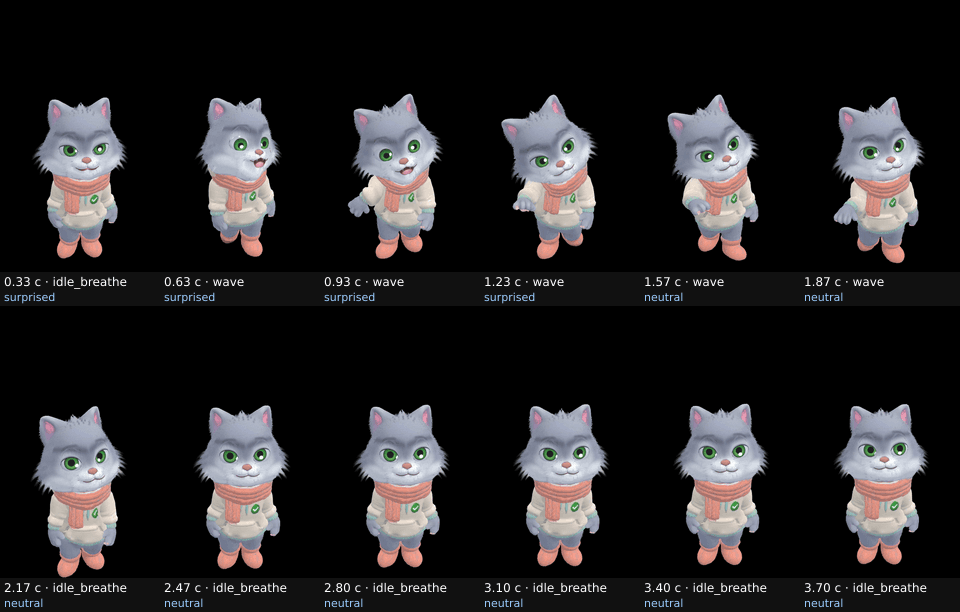 0.33 c · idle_breathe
surprised
0.63 c · wave
surprised
0.93 c · wave
surprised
1.23 c · wave
surprised
1.57 c · wave
neutral
1.87 c · wave
neutral
2.17 c · idle_breathe
neutral
2.47 c · idle_breathe
neutral
2.80 c · idle_breathe
neutral
3.10 c · idle_breathe
neutral
3.40 c · idle_breathe
neutral
3.70 c · idle_breathe
neutral